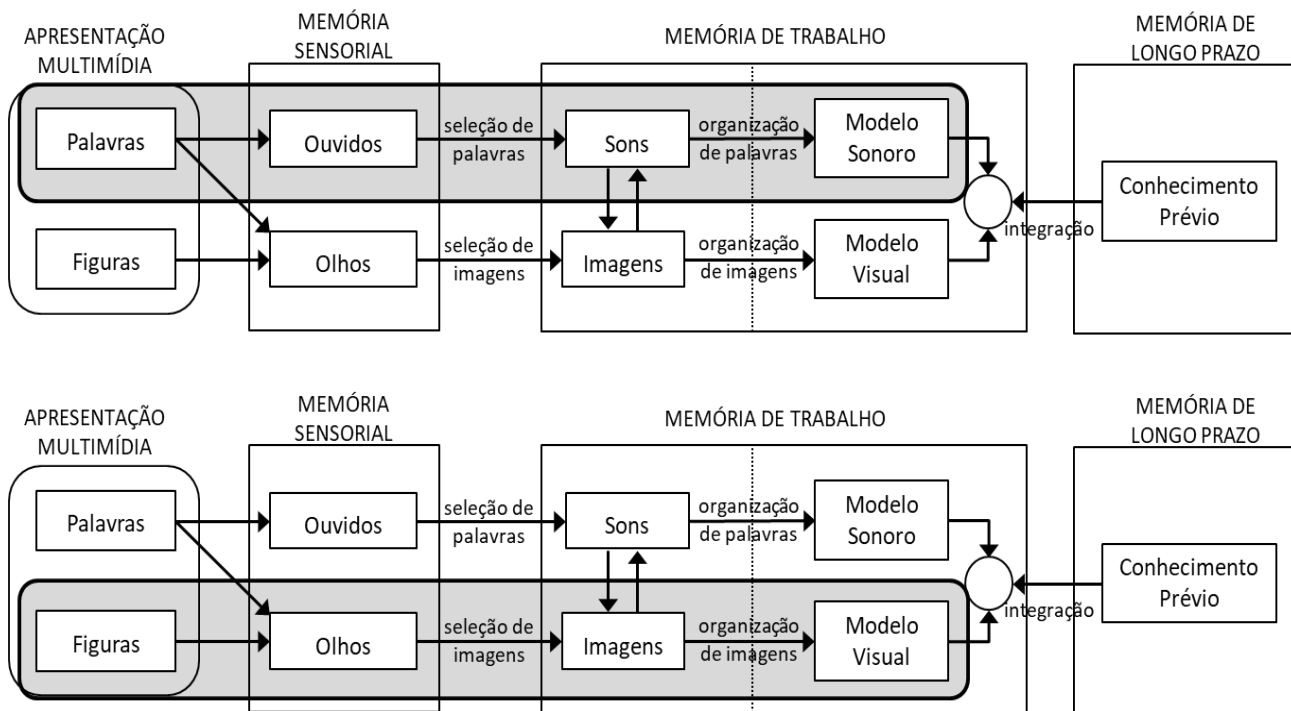 APRESENTAÇÃO
MULTIMÍDIA
MEMÓRIA
SENSORIAL
MEMÓRIA DE TRABALHO
MEMÓRIA DE
LONGO PRAZO
Palavras
Ouvidos
seleção de
palavras
Sons
organização
de palavras
Modelo
Sonoro
Conhecimento
Prévio
integração
Figuras
Olhos
seleção de
imagens
Imagens
organização
de imagens
Modelo
Visual
APRESENTAÇÃO
MULTIMÍDIA
MEMÓRIA
SENSORIAL
MEMÓRIA DE TRABALHO
MEMÓRIA DE
LONGO PRAZO
Palavras
Ouvidos
seleção de
palavras
Sons
organização
de palavras
Modelo
Sonoro
Conhecimento
Prévio
integração
Figuras
Olhos
seleção de
imagens
Imagens
organização
de imagens
Modelo
Visual